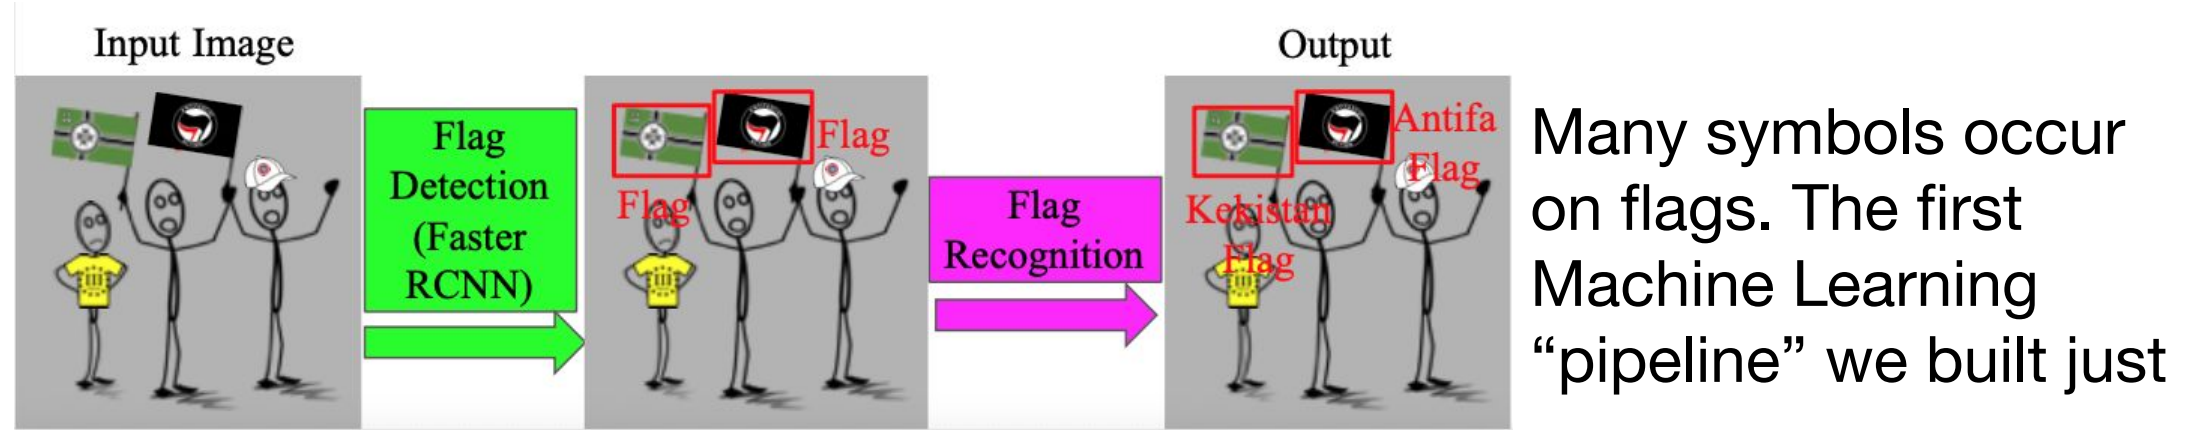 Input Image
Flag
Detection
(Faster
RCNN)
Flag
Flag
Flag
Recognition
Output
Antifa
Flag
Kekistan
Flag
Many symbols occur
on flags. The first
Machine Learning
“pipeline” we built just